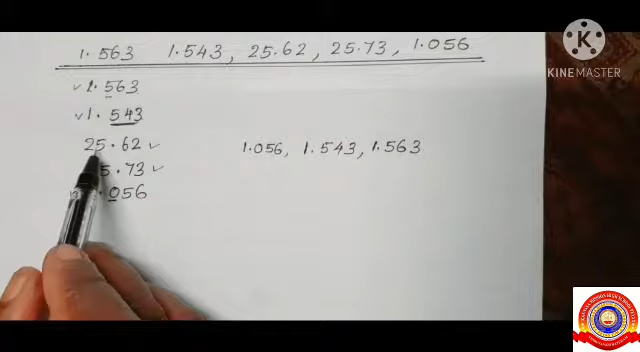 1.563 1.543, 25.62, 25.73, 1.056
✓ 1.563
✓ 1.543
25.62 ✓
5.73 ✓
.056
1.056, 1.543, 1.563
KINEMASTER